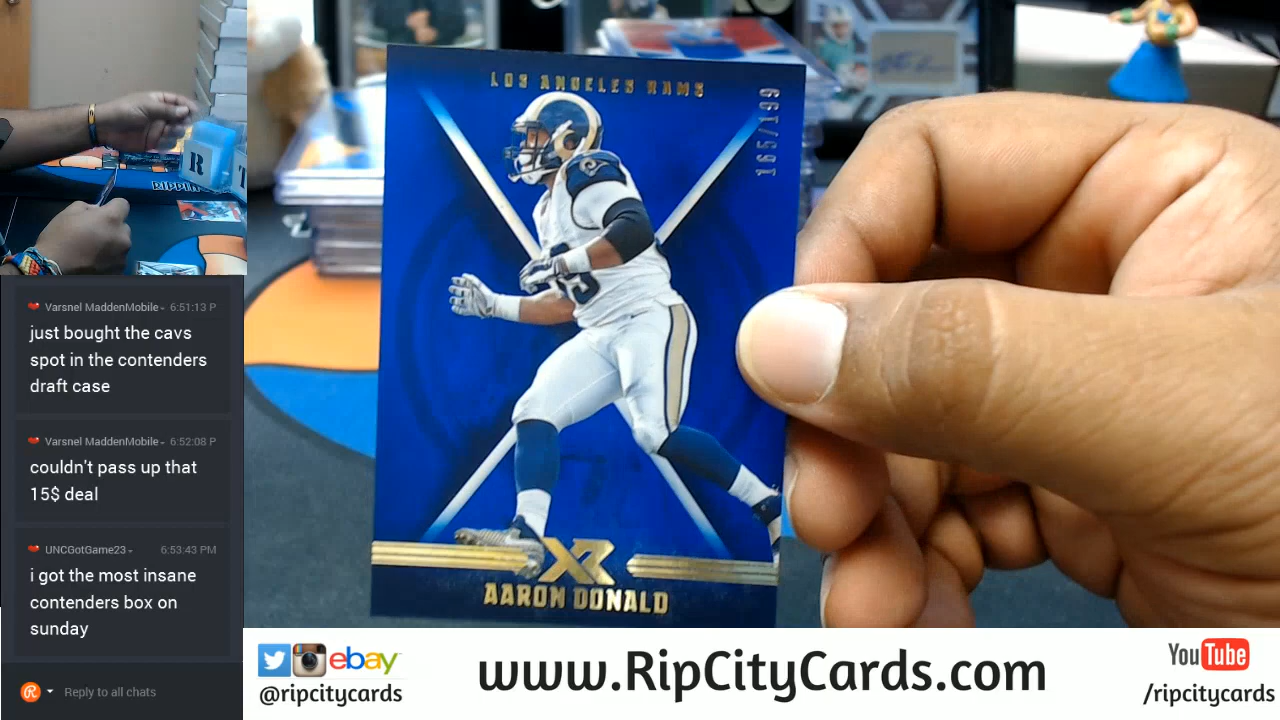 R
RIPPIN
Varsnel MaddenMobile 6:51:13 P
just bought the cavs
spot in the contenders
draft case
Varsnel MaddenMobile 6:52:08 P
couldn't pass up that
15$ deal
UNCGotGame23 6:53:43 PM
i got the most insane
contenders box on
sunday
R Reply to all chats
LOS ANGELES RAMS
165/199
XR
AARON DONALD
ebay
@ripcitycards
www.RipCityCards.com
YouTube
/ripcitycards